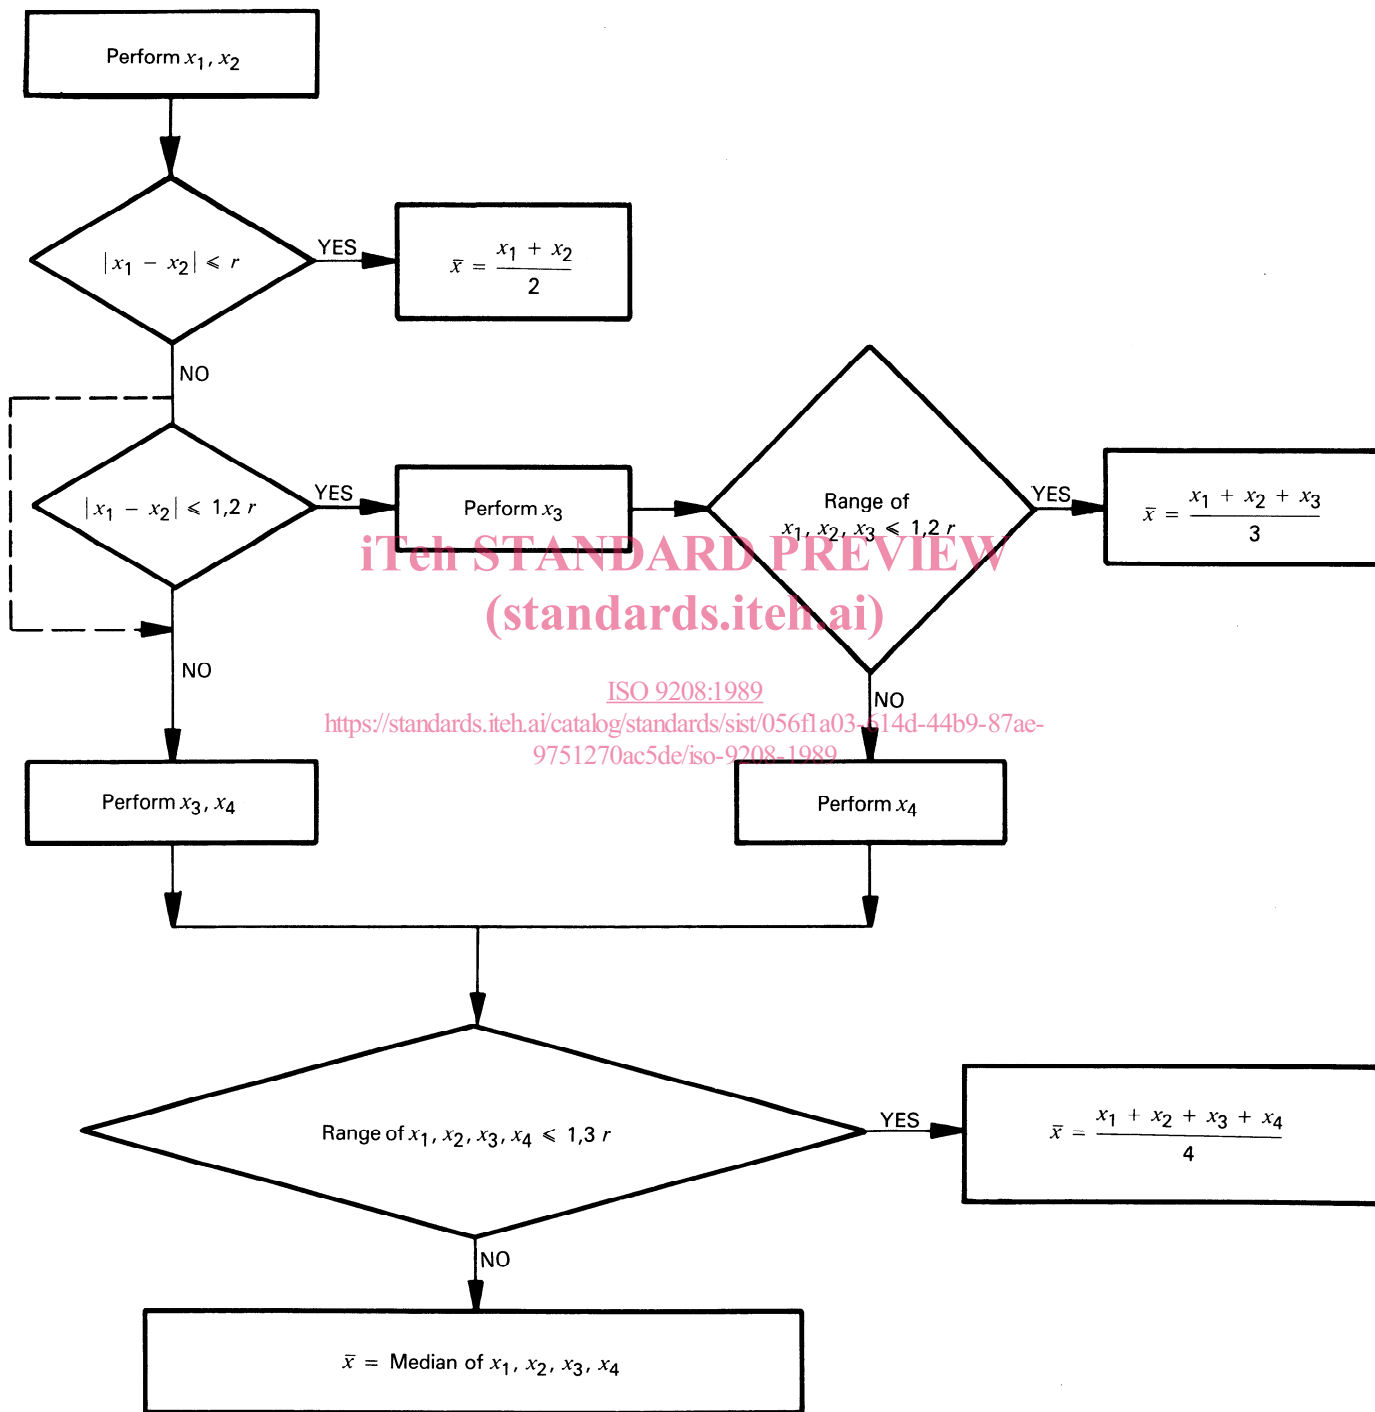 Perform x₁, x₂
|x₁ − x₂| ⩽ r
YES
x̄ = (x₁ + x₂)/2
NO
|x₁ − x₂| ⩽ 1,2 r
YES
Perform x₃
Range of
x₁, x₂, x₃ ⩽ 1,2 r
YES
x̄ = (x₁ + x₂ + x₃)/3
iTeh STANDARD PREVIEW
(standards.iteh.ai)
NO
ISO 9208:1989
NO
https://standards.iteh.ai/catalog/standards/sist/056f1a03-614d-44b9-87ae-
9751270ac5de/iso-9208-1989
Perform x₃, x₄
Perform x₄
Range of x₁, x₂, x₃, x₄ ⩽ 1,3 r
YES
x̄ = (x₁ + x₂ + x₃ + x₄)/4
NO
x̄ = Median of x₁, x₂, x₃, x₄